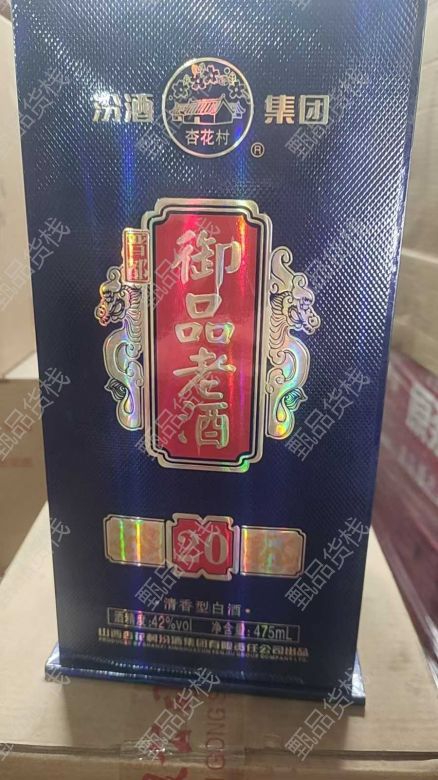 汾酒 杏花村 ® 集团
晋都
御品老酒
20
·清香型白酒·
酒精度:42%vol 净含量:475mL
山西杏花村汾酒集团有限责任公司出品
甄品货栈